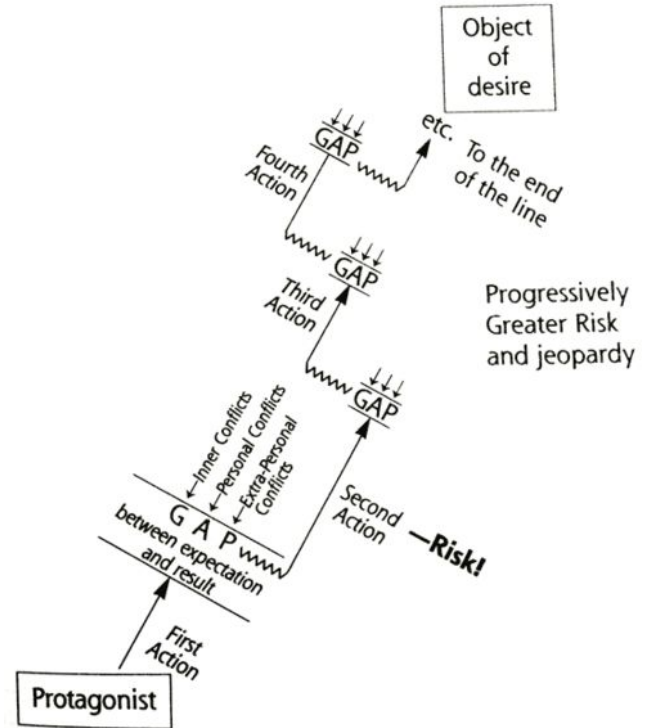 Object
of
desire
etc. To the end
of the line
GAP
Fourth
Action
GAP
Third
Action
Progressively
Greater Risk
and jeopardy
GAP
Inner Conflicts
Personal Conflicts
Extra-Personal
Conflicts
GAP
between expectation
and result
Second
Action
—Risk!
First
Action
Protagonist